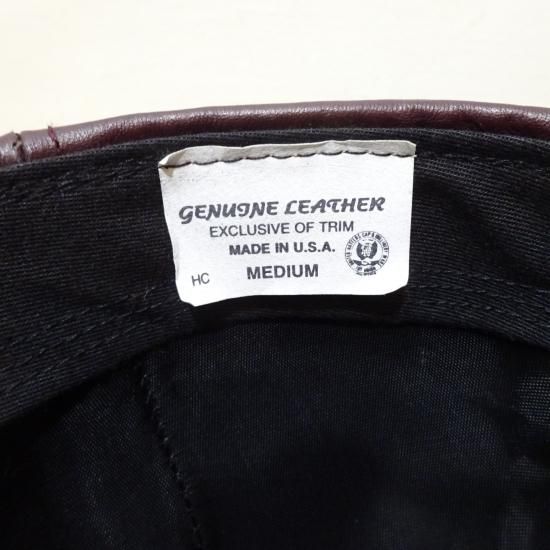 GENUINE LEATHER
EXCLUSIVE OF TRIM
MADE IN U.S.A.
HC MEDIUM